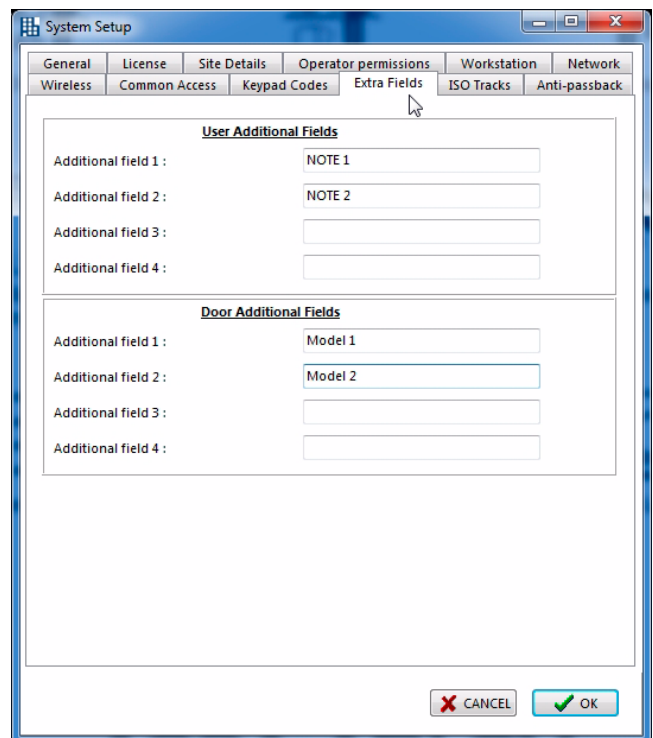 System Setup
General License Site Details Operator permissions Workstation Network
Wireless Common Access Keypad Codes Extra Fields ISO Tracks Anti-passback
User Additional Fields
Additional field 1 : NOTE 1
Additional field 2 : NOTE 2
Additional field 3 :
Additional field 4 :
Door Additional Fields
Additional field 1 : Model 1
Additional field 2 : Model 2
Additional field 3 :
Additional field 4 :
CANCEL OK